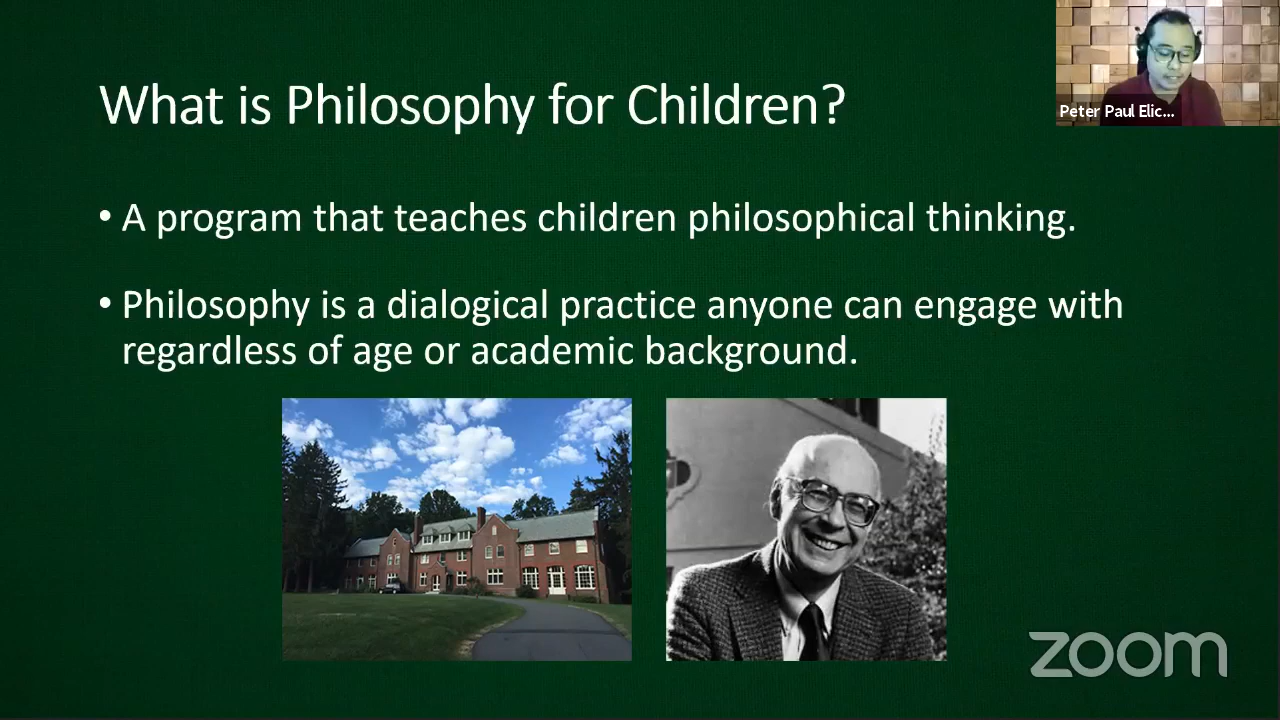 What is Philosophy for Children?
Peter Paul Elic...
• A program that teaches children philosophical thinking.
• Philosophy is a dialogical practice anyone can engage with
regardless of age or academic background.
zoom